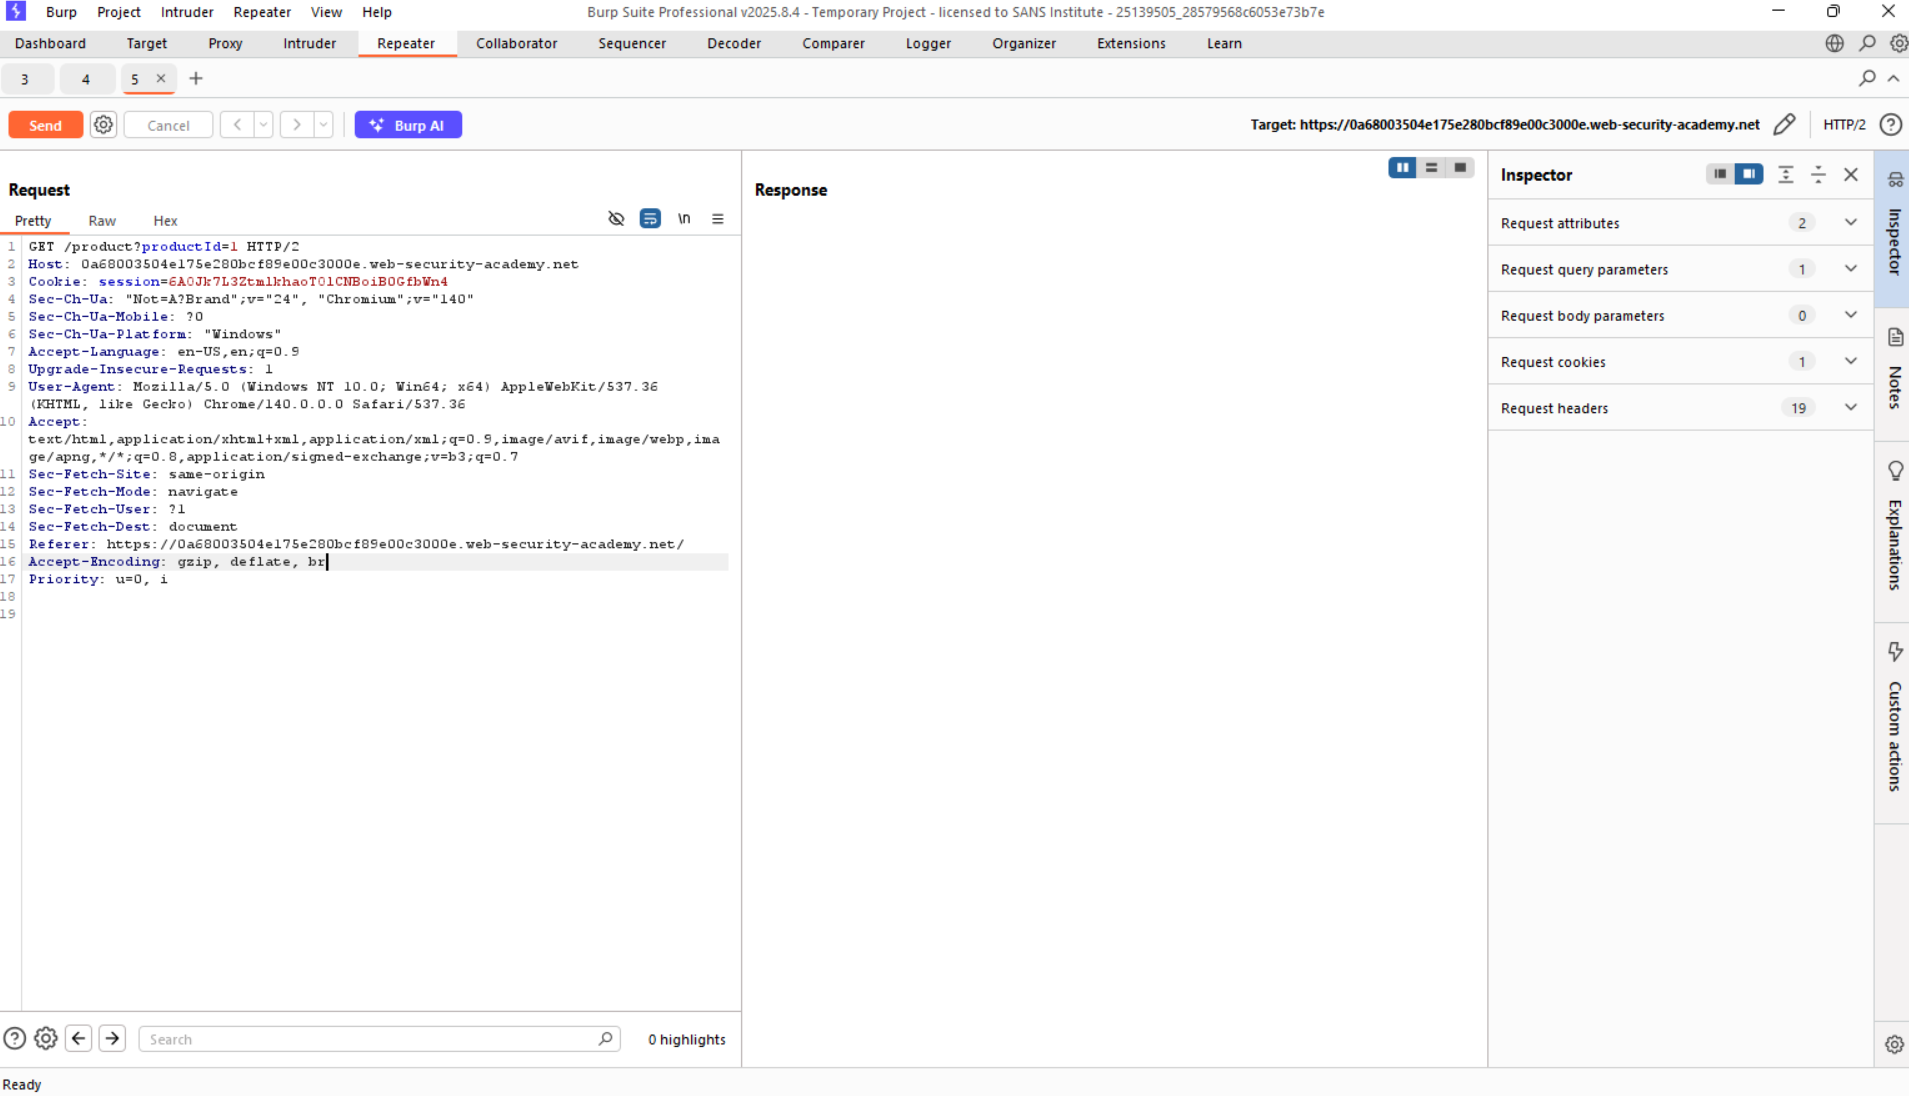 Burp Project Intruder Repeater View Help Burp Suite Professional v2025.8.4 - Temporary Project - licensed to SANS Institute - 25139505_28579568c6053e73b7e
Dashboard Target Proxy Intruder Repeater Collaborator Sequencer Decoder Comparer Logger Organizer Extensions Learn
3 4 5 × +
Send Cancel < > Burp AI Target: https://0a68003504e175e280bcf89e00c3000e.web-security-academy.net HTTP/2
Request
Pretty Raw Hex \n
1 GET /product?productId=1 HTTP/2
2 Host: 0a68003504e175e280bcf89e00c3000e.web-security-academy.net
3 Cookie: session=6A0Jk7L3ZtmlkhaoT01CNBoiB0GfbWn4
4 Sec-Ch-Ua: "Not=A?Brand";v="24", "Chromium";v="140"
5 Sec-Ch-Ua-Mobile: ?0
6 Sec-Ch-Ua-Platform: "Windows"
7 Accept-Language: en-US,en;q=0.9
8 Upgrade-Insecure-Requests: 1
9 User-Agent: Mozilla/5.0 (Windows NT 10.0; Win64; x64) AppleWebKit/537.36
(KHTML, like Gecko) Chrome/140.0.0.0 Safari/537.36
10 Accept:
text/html,application/xhtml+xml,application/xml;q=0.9,image/avif,image/webp,ima
ge/apng,*/*;q=0.8,application/signed-exchange;v=b3;q=0.7
11 Sec-Fetch-Site: same-origin
12 Sec-Fetch-Mode: navigate
13 Sec-Fetch-User: ?1
14 Sec-Fetch-Dest: document
15 Referer: https://0a68003504e175e280bcf89e00c3000e.web-security-academy.net/
16 Accept-Encoding: gzip, deflate, br
17 Priority: u=0, i
18
19
Search 0 highlights
Response
Inspector
Request attributes 2
Request query parameters 1
Request body parameters 0
Request cookies 1
Request headers 19
Inspector
Notes
Explanations
Custom actions
Ready